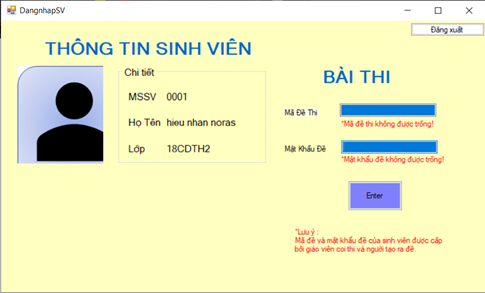 DangnhapSV
Đăng xuất
THÔNG TIN SINH VIÊN
Chi tiết
MSSV 0001
Họ Tên hieu nhan noras
Lớp 18CDTH2
BÀI THI
Mã Đề Thi
*Mã đề thi không được trống!
Mật Khẩu Đề
*Mật khẩu đề không được trống!
Enter
*Lưu ý :
Mã đề và mật khẩu đề của sinh viên được cấp
bởi giáo viên coi thi và người tạo ra đề.